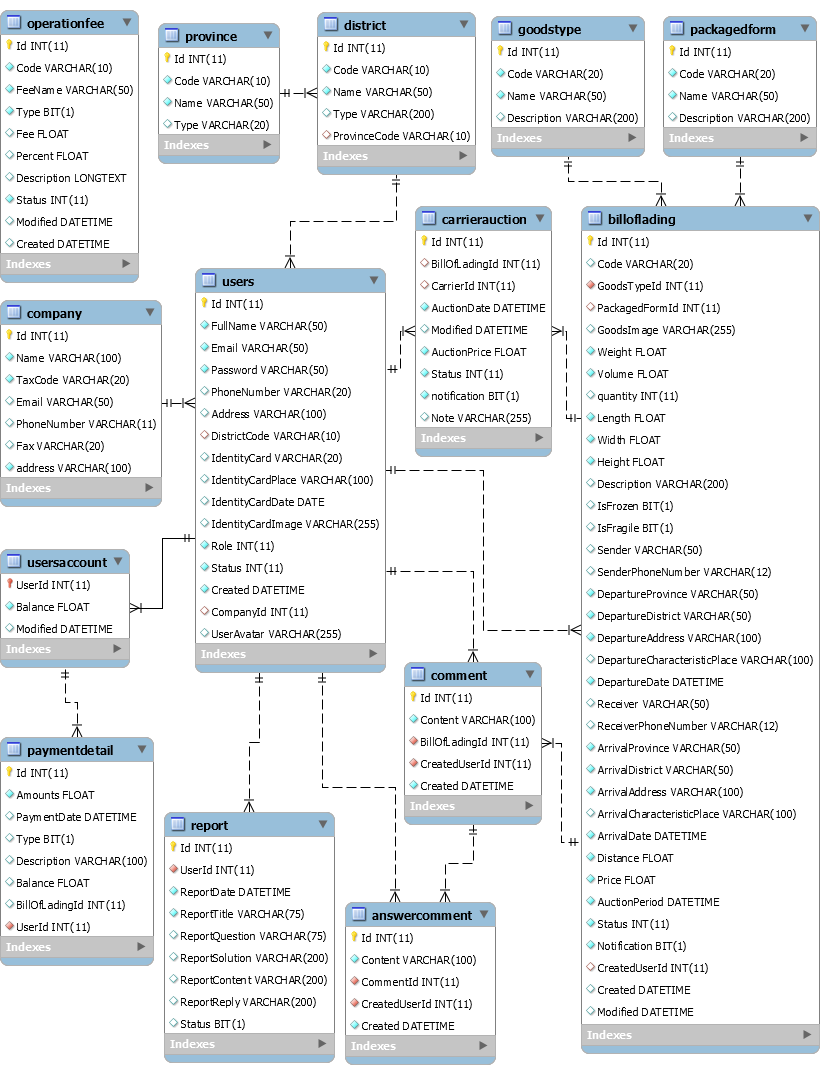 operationfee
Id INT(11)
Code VARCHAR(10)
FeeName VARCHAR(50)
Type BIT(1)
Fee FLOAT
Percent FLOAT
Description LONGTEXT
Status INT(11)
Modified DATETIME
Created DATETIME
Indexes
province
Id INT(11)
Code VARCHAR(10)
Name VARCHAR(50)
Type VARCHAR(20)
Indexes
district
Id INT(11)
Code VARCHAR(10)
Name VARCHAR(50)
Type VARCHAR(200)
ProvinceCode VARCHAR(10)
Indexes
goodstype
Id INT(11)
Code VARCHAR(20)
Name VARCHAR(50)
Description VARCHAR(200)
Indexes
packagedform
Id INT(11)
Code VARCHAR(20)
Name VARCHAR(50)
Description VARCHAR(200)
Indexes
company
Id INT(11)
Name VARCHAR(100)
TaxCode VARCHAR(20)
Email VARCHAR(50)
PhoneNumber VARCHAR(11)
Fax VARCHAR(20)
address VARCHAR(100)
Indexes
users
Id INT(11)
FullName VARCHAR(50)
Email VARCHAR(50)
Password VARCHAR(50)
PhoneNumber VARCHAR(20)
Address VARCHAR(100)
DistrictCode VARCHAR(10)
IdentityCard VARCHAR(20)
IdentityCardPlace VARCHAR(100)
IdentityCardDate DATE
IdentityCardImage VARCHAR(255)
Role INT(11)
Status INT(11)
Created DATETIME
CompanyId INT(11)
UserAvatar VARCHAR(255)
Indexes
carrierauction
Id INT(11)
BillOfLadingId INT(11)
CarrierId INT(11)
AuctionDate DATETIME
Modified DATETIME
AuctionPrice FLOAT
Status INT(11)
notification BIT(1)
Note VARCHAR(255)
Indexes
billoflading
Id INT(11)
Code VARCHAR(20)
GoodsTypeId INT(11)
PackagedFormId INT(11)
GoodsImage VARCHAR(255)
Weight FLOAT
Volume FLOAT
quantity INT(11)
Length FLOAT
Width FLOAT
Height FLOAT
Description VARCHAR(200)
IsFrozen BIT(1)
IsFragile BIT(1)
Sender VARCHAR(50)
SenderPhoneNumber VARCHAR(12)
DepartureProvince VARCHAR(50)
DepartureDistrict VARCHAR(50)
DepartureAddress VARCHAR(100)
DepartureCharacteristicPlace VARCHAR(100)
DepartureDate DATETIME
Receiver VARCHAR(50)
ReceiverPhoneNumber VARCHAR(12)
ArrivalProvince VARCHAR(50)
ArrivalDistrict VARCHAR(50)
ArrivalAddress VARCHAR(100)
ArrivalCharacteristicPlace VARCHAR(100)
ArrivalDate DATETIME
Distance FLOAT
Price FLOAT
AuctionPeriod DATETIME
Status INT(11)
Notification BIT(1)
CreatedUserId INT(11)
Created DATETIME
Modified DATETIME
Indexes
usersaccount
UserId INT(11)
Balance FLOAT
Modified DATETIME
Indexes
paymentdetail
Id INT(11)
Amounts FLOAT
PaymentDate DATETIME
Type BIT(1)
Description VARCHAR(100)
Balance FLOAT
BillOfLadingId INT(11)
UserId INT(11)
Indexes
report
Id INT(11)
UserId INT(11)
ReportDate DATETIME
ReportTitle VARCHAR(75)
ReportQuestion VARCHAR(75)
ReportSolution VARCHAR(200)
ReportContent VARCHAR(200)
ReportReply VARCHAR(200)
Status BIT(1)
Indexes
comment
Id INT(11)
Content VARCHAR(100)
BillOfLadingId INT(11)
CreatedUserId INT(11)
Created DATETIME
Indexes
answercomment
Id INT(11)
Content VARCHAR(100)
CommentId INT(11)
CreatedUserId INT(11)
Created DATETIME
Indexes